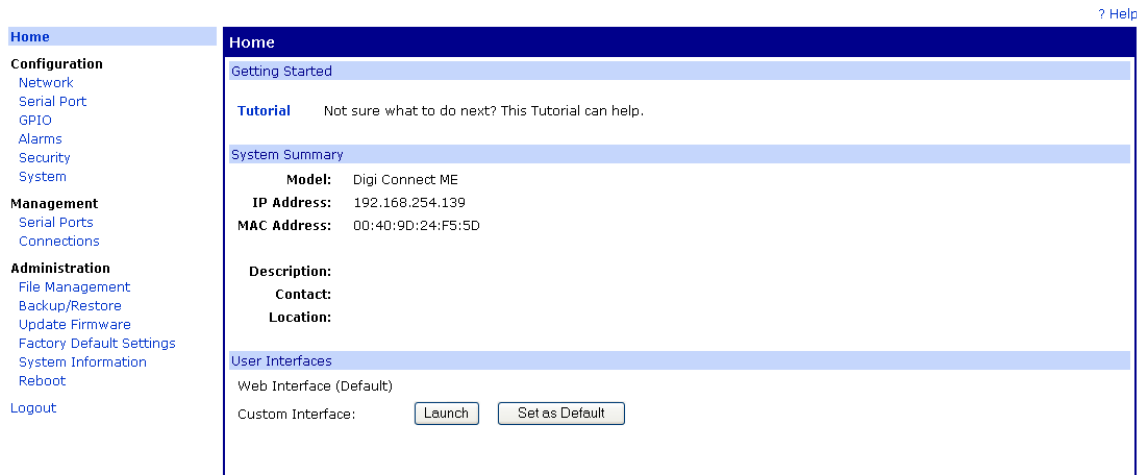 ? Help
Home
Configuration
Network
Serial Port
GPIO
Alarms
Security
System
Management
Serial Ports
Connections
Administration
File Management
Backup/Restore
Update Firmware
Factory Default Settings
System Information
Reboot
Logout
Home
Getting Started
Tutorial Not sure what to do next? This Tutorial can help.
System Summary
Model: Digi Connect ME
IP Address: 192.168.254.139
MAC Address: 00:40:9D:24:F5:5D
Description:
Contact:
Location:
User Interfaces
Web Interface (Default)
Custom Interface: Launch Set as Default